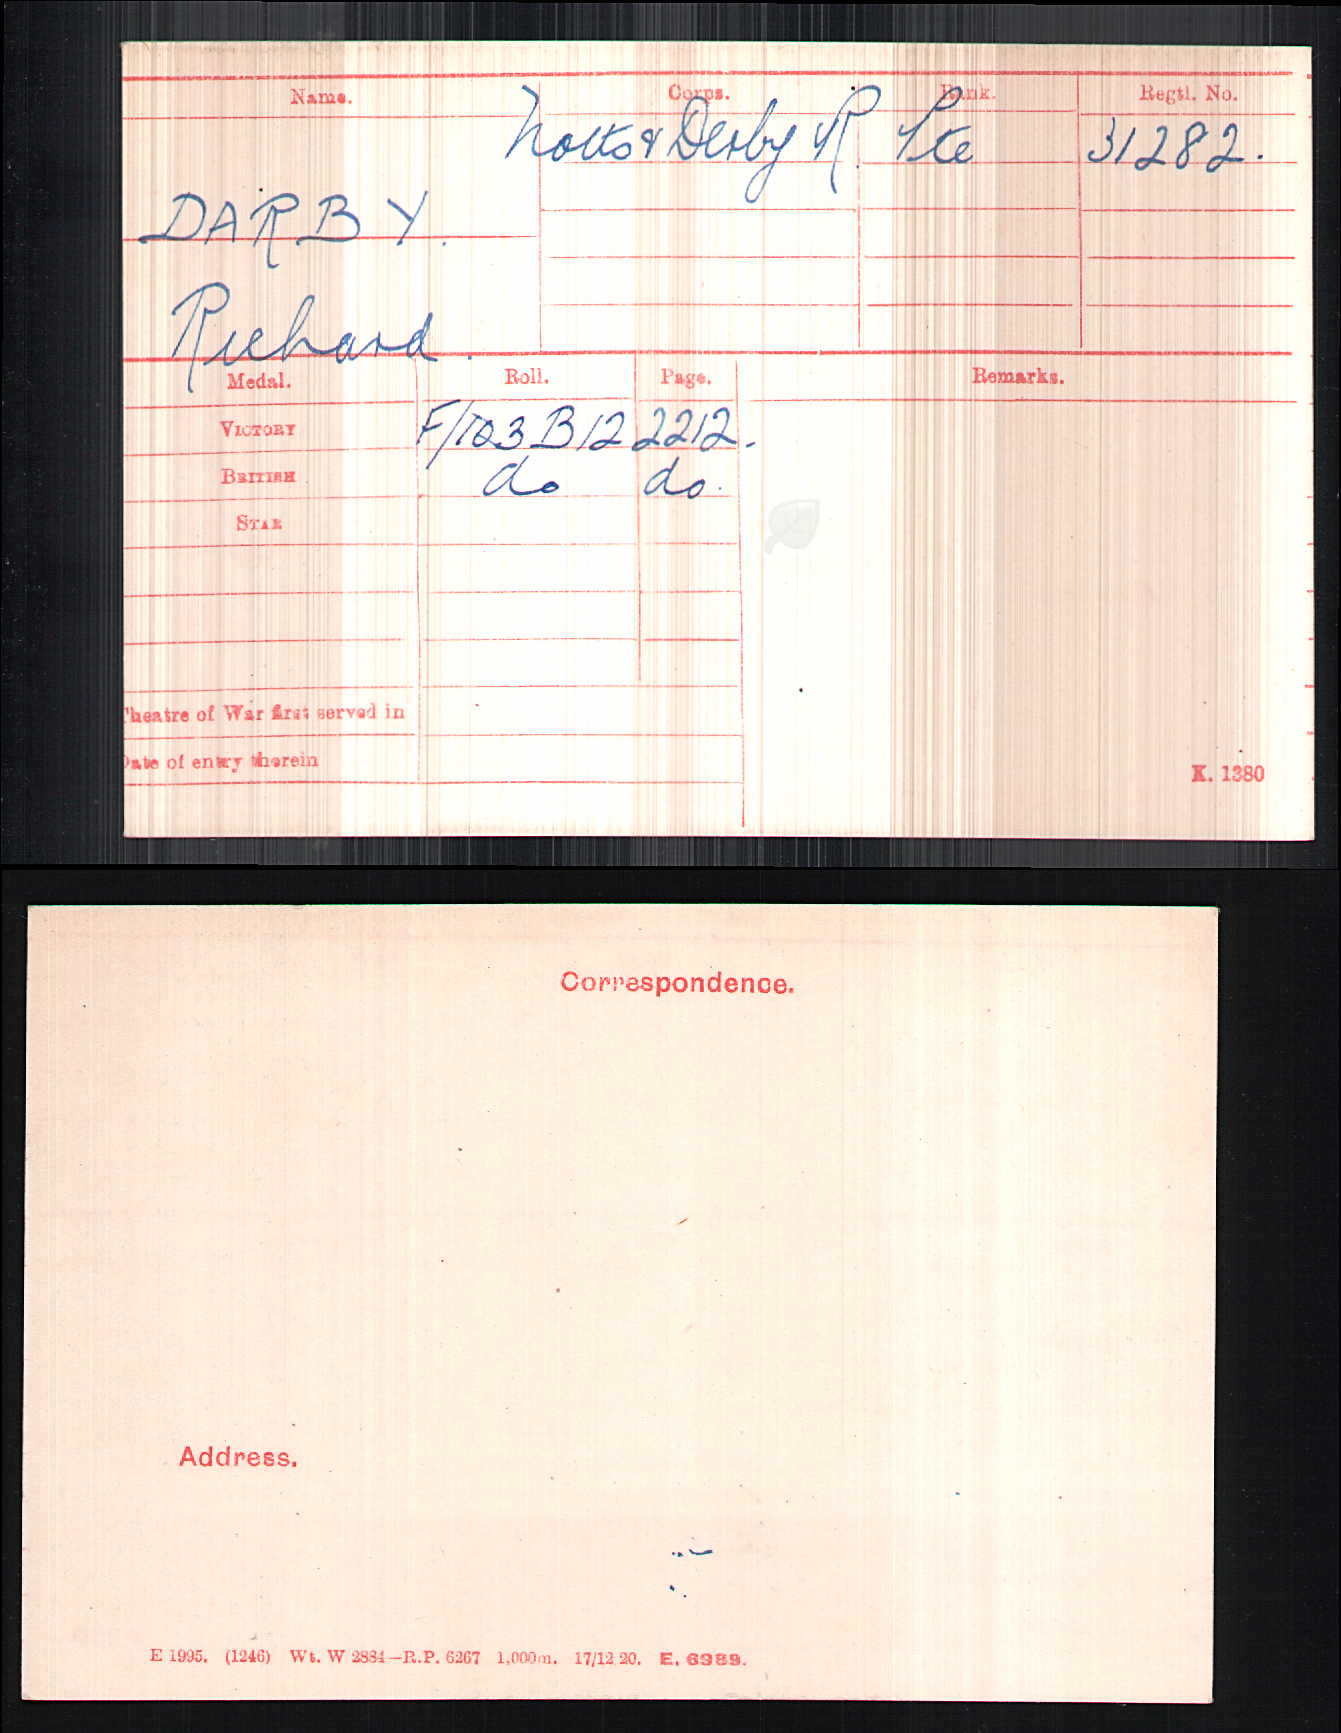 Name. Corps. Rank. Regtl. No.
Notts & Derby R. Pte 31282.
DARBY.
Richard.
Medal. Roll. Page. Remarks.
VICTORY F/103B12 2212.
BRITISH do do.
STAR
Theatre of War first served in
Date of entry therein
K. 1380
Correspondence.
Address.
E 1995. (1246) Wt. W 2884—R.P. 6267 1,000m. 17/12 20. E. 6989.